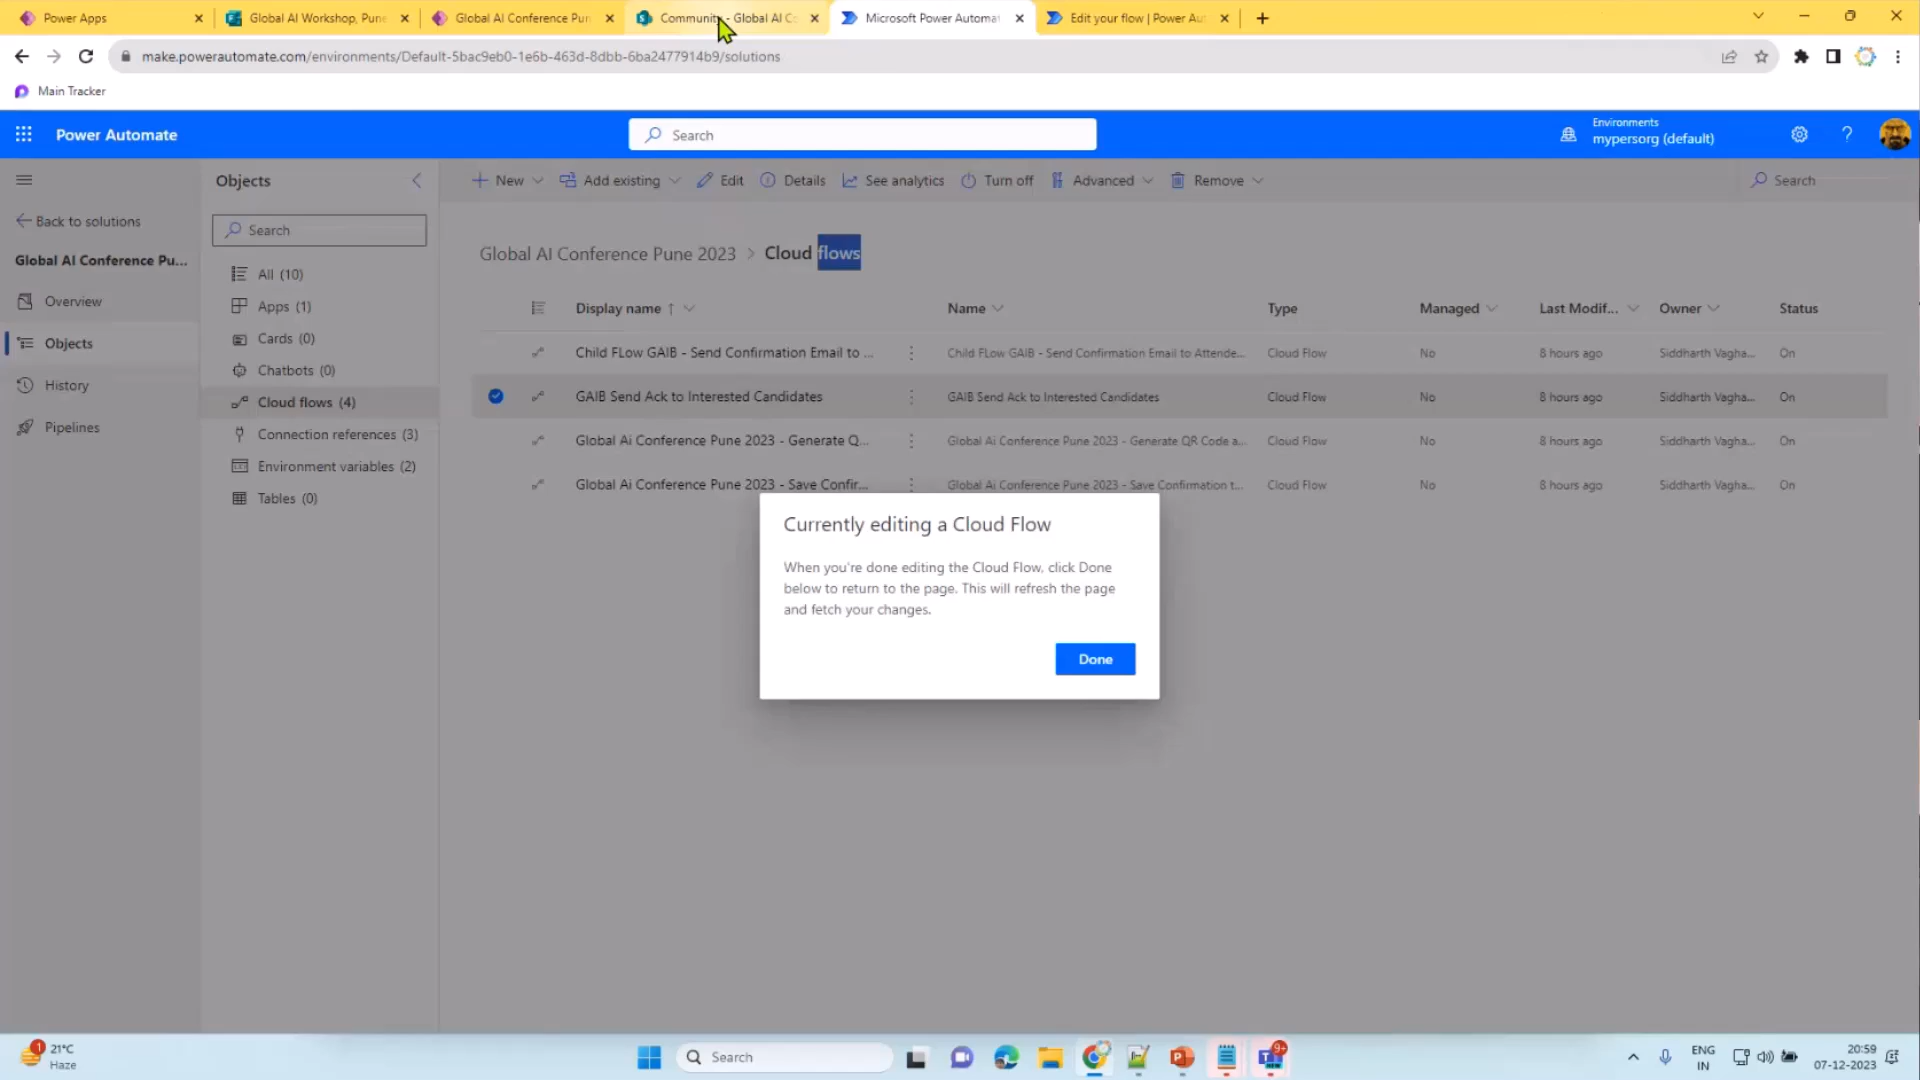 Power Apps
Global AI Workshop, Pune
Global AI Conference Pun
Community - Global AI Co
Microsoft Power Automat
Edit your flow | Power Au
make.powerautomate.com/environments/Default-5bac9eb0-1e6b-463d-8dbb-6ba2477914b9/solutions
Main Tracker
Power Automate
Search
Environments
mypersorg (default)
Objects
New
Add existing
Edit
Details
See analytics
Turn off
Advanced
Remove
Search
Back to solutions
Search
Global AI Conference Pu...
Global AI Conference Pune 2023 > Cloud flows
All (10)
Overview
Apps (1)
Display name ↑
Name
Type
Managed
Last Modif...
Owner
Status
Cards (0)
Objects
Child FLow GAIB - Send Confirmation Email to ...
Child FLow GAIB - Send Confirmation Email to Attende...
Cloud Flow
No
8 hours ago
Siddharth Vagha...
On
Chatbots (0)
History
GAIB Send Ack to Interested Candidates
GAIB Send Ack to Interested Candidates
Cloud Flow
No
8 hours ago
Siddharth Vagha...
On
Cloud flows (4)
Pipelines
Connection references (3)
Global Ai Conference Pune 2023 - Generate Q...
Global Ai Conference Pune 2023 - Generate QR Code a...
Cloud Flow
No
8 hours ago
Siddharth Vagha...
On
Environment variables (2)
Global Ai Conference Pune 2023 - Save Confir...
Global Ai Conference Pune 2023 - Save Confirmation t...
Cloud Flow
No
8 hours ago
Siddharth Vagha...
On
Tables (0)
Currently editing a Cloud Flow
When you're done editing the Cloud Flow, click Done
below to return to the page. This will refresh the page
and fetch your changes.
Done
1
21°C
Haze
Search
9+
ENG
IN
20:59
07-12-2023